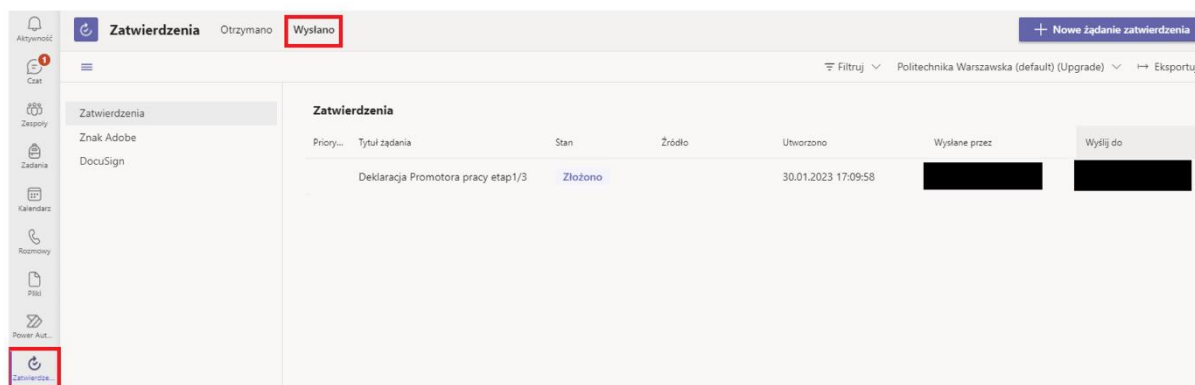 Aktywność
1
Czat
Zespoły
Zadania
Kalendarz
Rozmowy
Pliki
Power Aut...
Zatwierdze...
Zatwierdzenia Otrzymano Wysłano + Nowe żądanie zatwierdzenia
Filtruj Politechnika Warszawska (default) (Upgrade) Eksportuj
Zatwierdzenia
Znak Adobe
DocuSign
Zatwierdzenia
Priory... Tytuł żądania Stan Źródło Utworzono Wysłane przez Wyślij do
Deklaracja Promotora pracy etap1/3 Złożono 30.01.2023 17:09:58